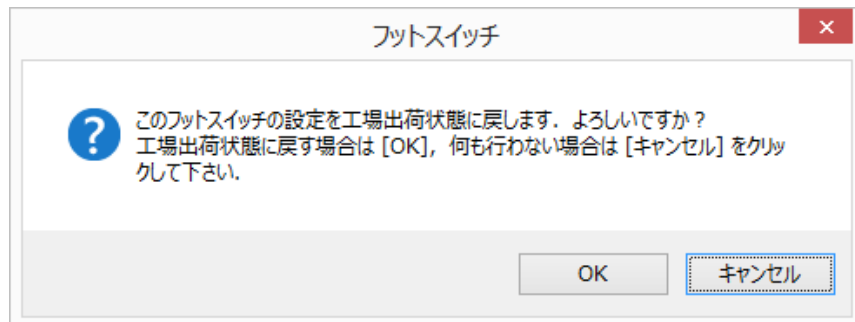 フットスイッチ
このフットスイッチの設定を工場出荷状態に戻します．よろしいですか？
工場出荷状態に戻す場合は [OK]，何も行わない場合は [キャンセル] をクリッ
クして下さい．
OK
キャンセル